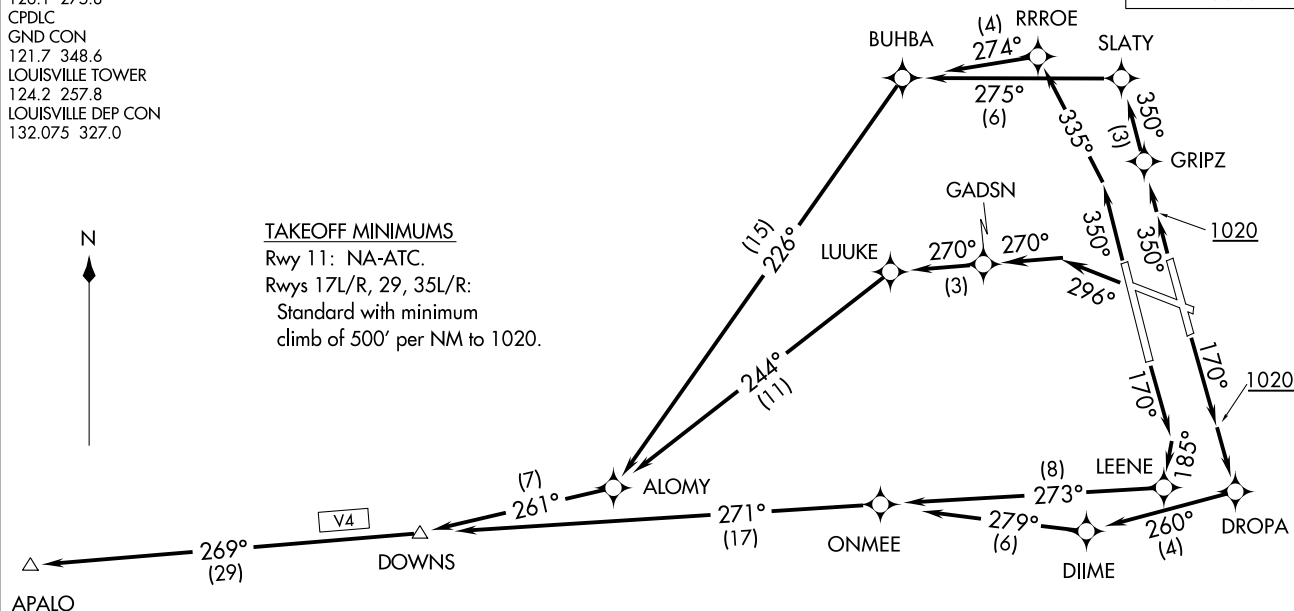 CPDLC
GND CON
121.7 348.6
LOUISVILLE TOWER
124.2 257.8
LOUISVILLE DEP CON
132.075 327.0
RRROE
BUHBA
(4)
274°
SLATY
275°
(6)
350°
(3)
335°
GRIPZ
GADSN
N
TAKEOFF MINIMUMS
Rwy 11: NA-ATC.
Rwys 17L/R, 29, 35L/R:
Standard with minimum
climb of 500' per NM to 1020.
(15)
226°
LUUKE
270°
(3)
270°
296°
350°
350°
1020
244°
(11)
170°
170°
1020
185°
LEENE
(8)
273°
(7)
261°
ALOMY
V4
271°
(17)
ONMEE
279°
(6)
260°
(4)
DROPA
DIIME
269°
(29)
DOWNS
APALO